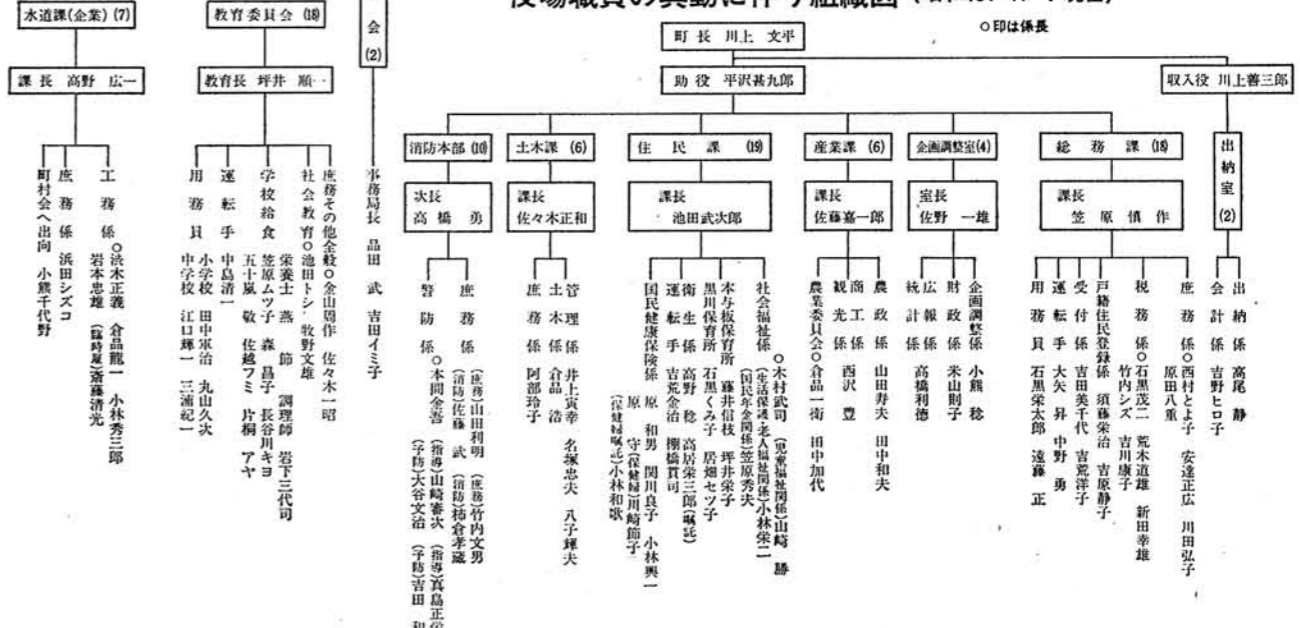 役場職員の異動に伴う組織図
○印は係長
町長 川上 文平
助役 平沢甚九郎
収入役 川上善三郎
出納室 (2)
出納係 高尾 静
会計係 吉野ヒロ子
総務課 (18)
課長 笠原 慎作
庶務係 ○西村とよ子 安達正広 川田弘子
原田八重
税務係 ○石黒茂二 荒木道雄 新田幸雄
竹内シズ 吉川康子
戸籍住民登録係 須藤栄治 吉原静子
受付係 吉田美千代 吉荒洋子
運転手 大矢 昇 中野 勇
用務員 石黒栄太郎 遠藤 正
企画調整室 (4)
室長 佐野 一雄
企画調整係 小熊 稔
財政係 米山則子
広報係 高橋利徳
統計係
産業課 (6)
課長 佐藤嘉一郎
農政係 山田寿夫 田中和夫
商工係 西沢 豊
観光係
農業委員会 ○倉品一衛 田中加代
住民課 (19)
課長 池田武次郎
社会福祉係 ○木村武司 (児童福祉関係)山崎 勝
(生活保護・老人福祉関係)小林栄二
(国民年金関係)笠原秀夫
本与板保育所 藤井信枝 坪井栄子
黒川保育所 石黒くみ子 居畑セツ子
衛生係 高野 稔 高居栄三郎(嘱託)
運転手 吉荒金治 棚橋貫司
国民健康保険係 原 和男 関川良子 小林興一
原 守 (保健婦)川崎節子
(保健婦嘱託)小林和歌
土木課 (6)
課長 佐々木正和
管理係 井上寅幸 名塚忠夫 八子輝夫
土木係 倉品 浩
庶務係 阿部玲子
消防本部 (10)
次長 高橋 勇
庶務係 (庶務)山田利明 (庶務)竹内文男
(消防)佐藤 武 (消防)柿倉孝蔵
警防係 ○本間金吾 (指導)山崎審次 (指導)真島正
(予防)大谷文治 (予防)吉田 和
会 (2)
事務局長 品田 武 吉田イミ子
教育委員会 (18)
教育長 坪井 順一
庶務その他全般 ○金山周作 佐々木一昭
社会教育 ○池田トシ 牧野文雄
学校給食 栄養士 燕 節 調理師 岩下三代司
笠原ムツ子 森 昌子 長谷川キヨ
五十嵐 敬 佐越フミ 片桐 アヤ
運転手 中島清一
用務員 小学校 田中軍治 丸山久次
中学校 江口輝一 三浦紀一
水道課(企業) (7)
課長 高野 広一
工務係 ○渋木正義 倉品龍一 小林秀三郎
岩本忠雄 (臨時雇)斎藤清光
庶務係 浜田シズコ
町村会へ出向 小熊千代野